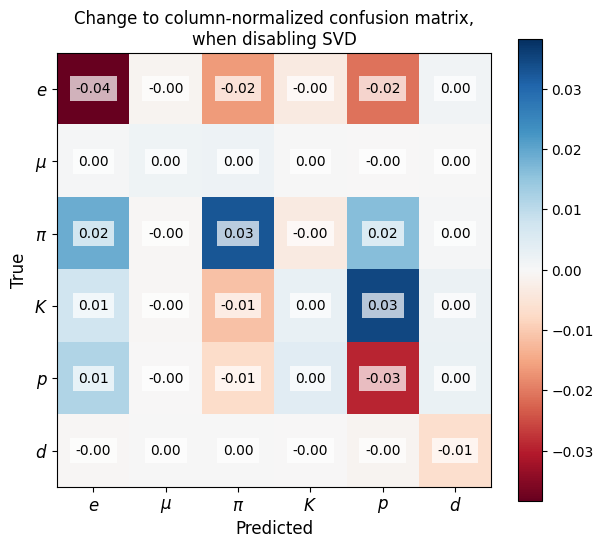 Change to column-normalized confusion matrix,
when disabling SVD
e -0.04 -0.00 -0.02 -0.00 -0.02 0.00
μ 0.00 0.00 0.00 0.00 -0.00 0.00
π 0.02 -0.00 0.03 -0.00 0.02 0.00
K 0.01 -0.00 -0.01 0.00 0.03 0.00
p 0.01 -0.00 -0.01 0.00 -0.03 0.00
d -0.00 0.00 0.00 -0.00 -0.00 -0.01
e μ π K p d
Predicted
True
0.03
0.02
0.01
0.00
−0.01
−0.02
−0.03